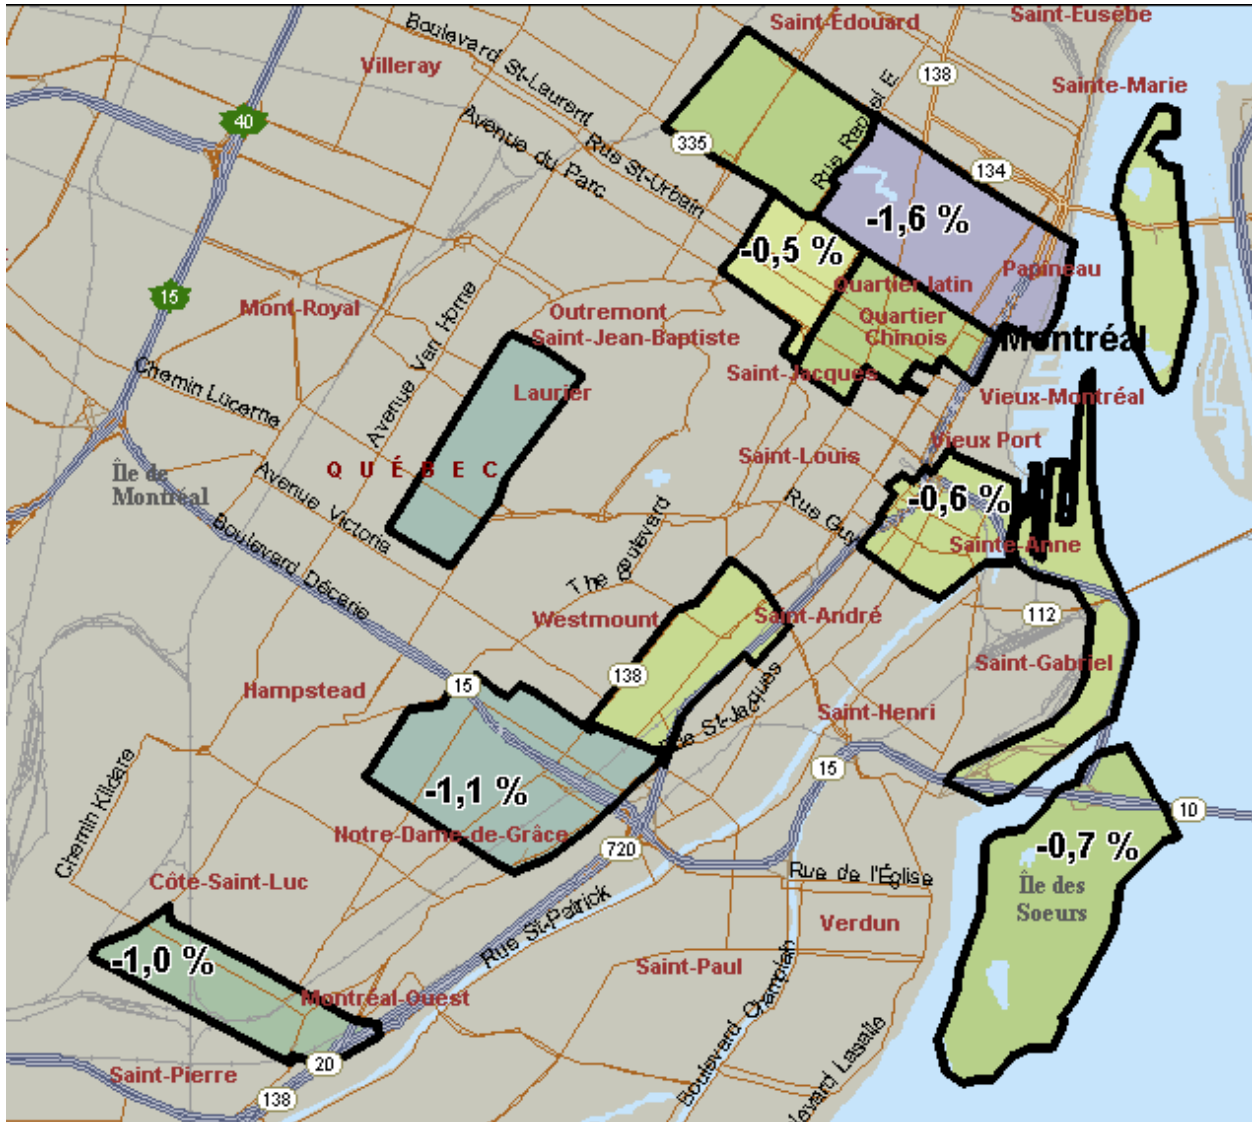 Saint-Edouard
Saint-Eusèbe
Boulevard St-Laurent
Villeray
138
Sainte-Marie
40
Avenue du Parc
Rue St-Urbain
335
134
-1,6 %
-0,5 %
Papineau
15
Mont-Royal
Avenue Van Horne
Quartier latin
Outremont
Quartier
Chinois
Saint-Jean-Baptiste
Montréal
Chemin Lucerne
Laurier
Saint-Jacques
Vieux-Montréal
Vieux Port
QUÉBEC
Île de
Montréal
Saint-Louis
Avenue Victoria
Rue Guy
-0,6 %
Boulevard Décarie
Sainte-Anne
The Boulevard
Westmount
Saint-André
112
Saint-Gabriel
Hampstead
15
138
Rue St-Jacques
Saint-Henri
15
Chemin Kildare
-1,1 %
10
Notre-Dame-de-Grâce
720
-0,7 %
Rue de l'Église
Côte-Saint-Luc
Île des
Soeurs
Rue St-Patrick
Verdun
-1,0 %
Saint-Paul
Montréal-Ouest
Boulevard Champlain
20
Saint-Pierre
138
levard Lasalle